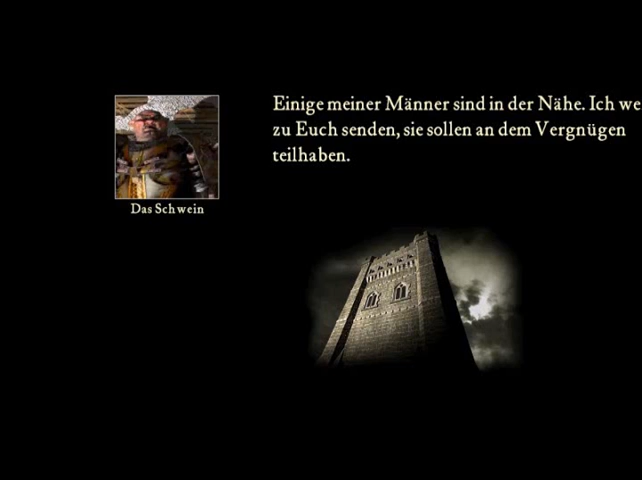 Einige meiner Männer sind in der Nähe. Ich we
zu Euch senden, sie sollen an dem Vergnügen
teilhaben.
Das Schwein